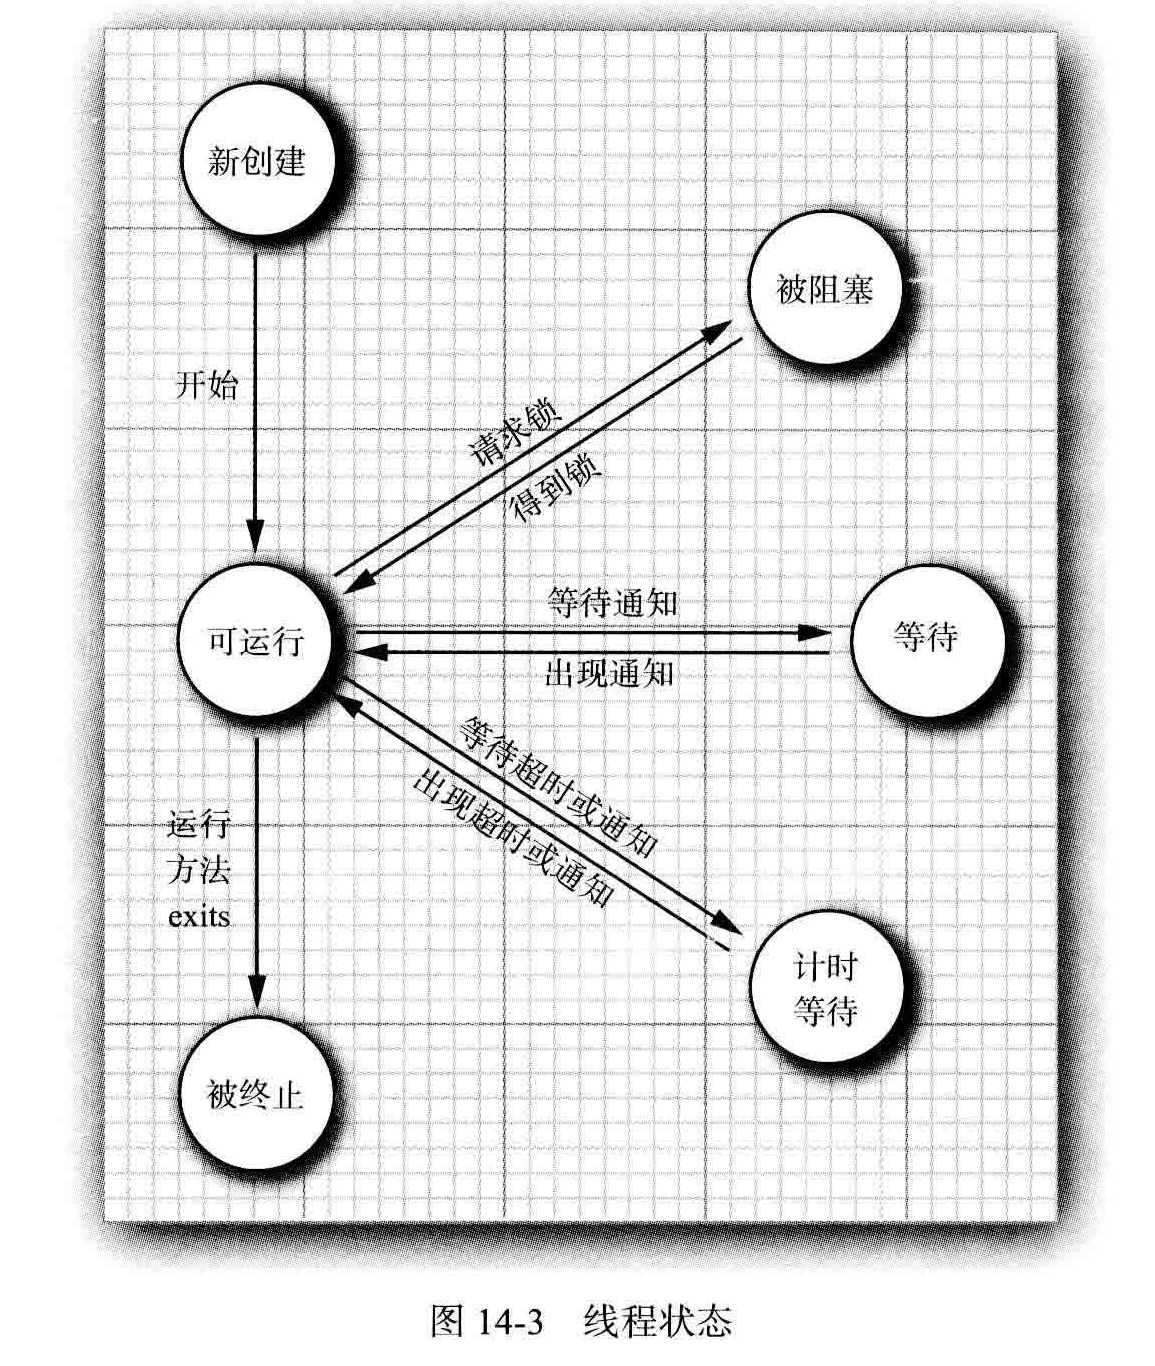 新创建
被阻塞
开始
请求锁
得到锁
可运行
等待通知
等待
出现通知
等待超时或通知
出现超时或通知
运行
方法
exits
计时
等待
被终止
图 14-3 线程状态